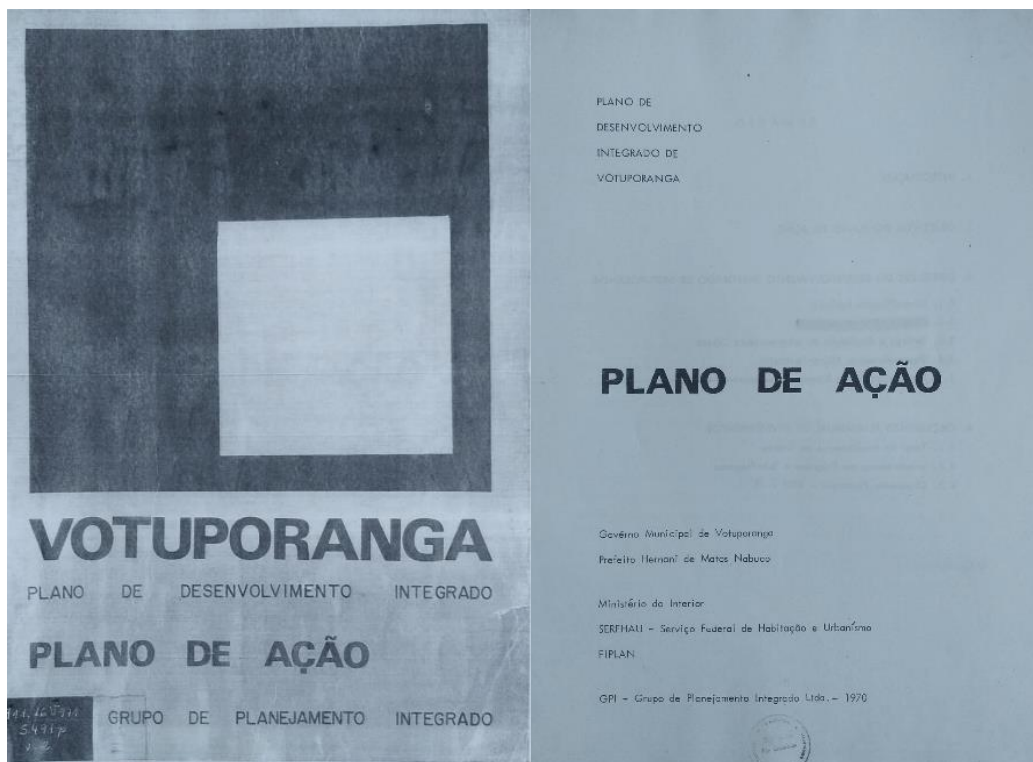 VOTUPORANGA
PLANO DE DESENVOLVIMENTO INTEGRADO
PLANO DE AÇÃO
GRUPO DE PLANEJAMENTO INTEGRADO
PLANO DE
DESENVOLVIMENTO
INTEGRADO DE
VOTUPORANGA
PLANO DE AÇÃO
Govêrno Municipal de Votuporanga
Prefeito Hernani de Matos Nabuco
Ministério do Interior
SERFHAU - Serviço Federal de Habitação e Urbanismo
FIPLAN
GPI - Grupo de Planejamento Integrado Ltda. - 1970